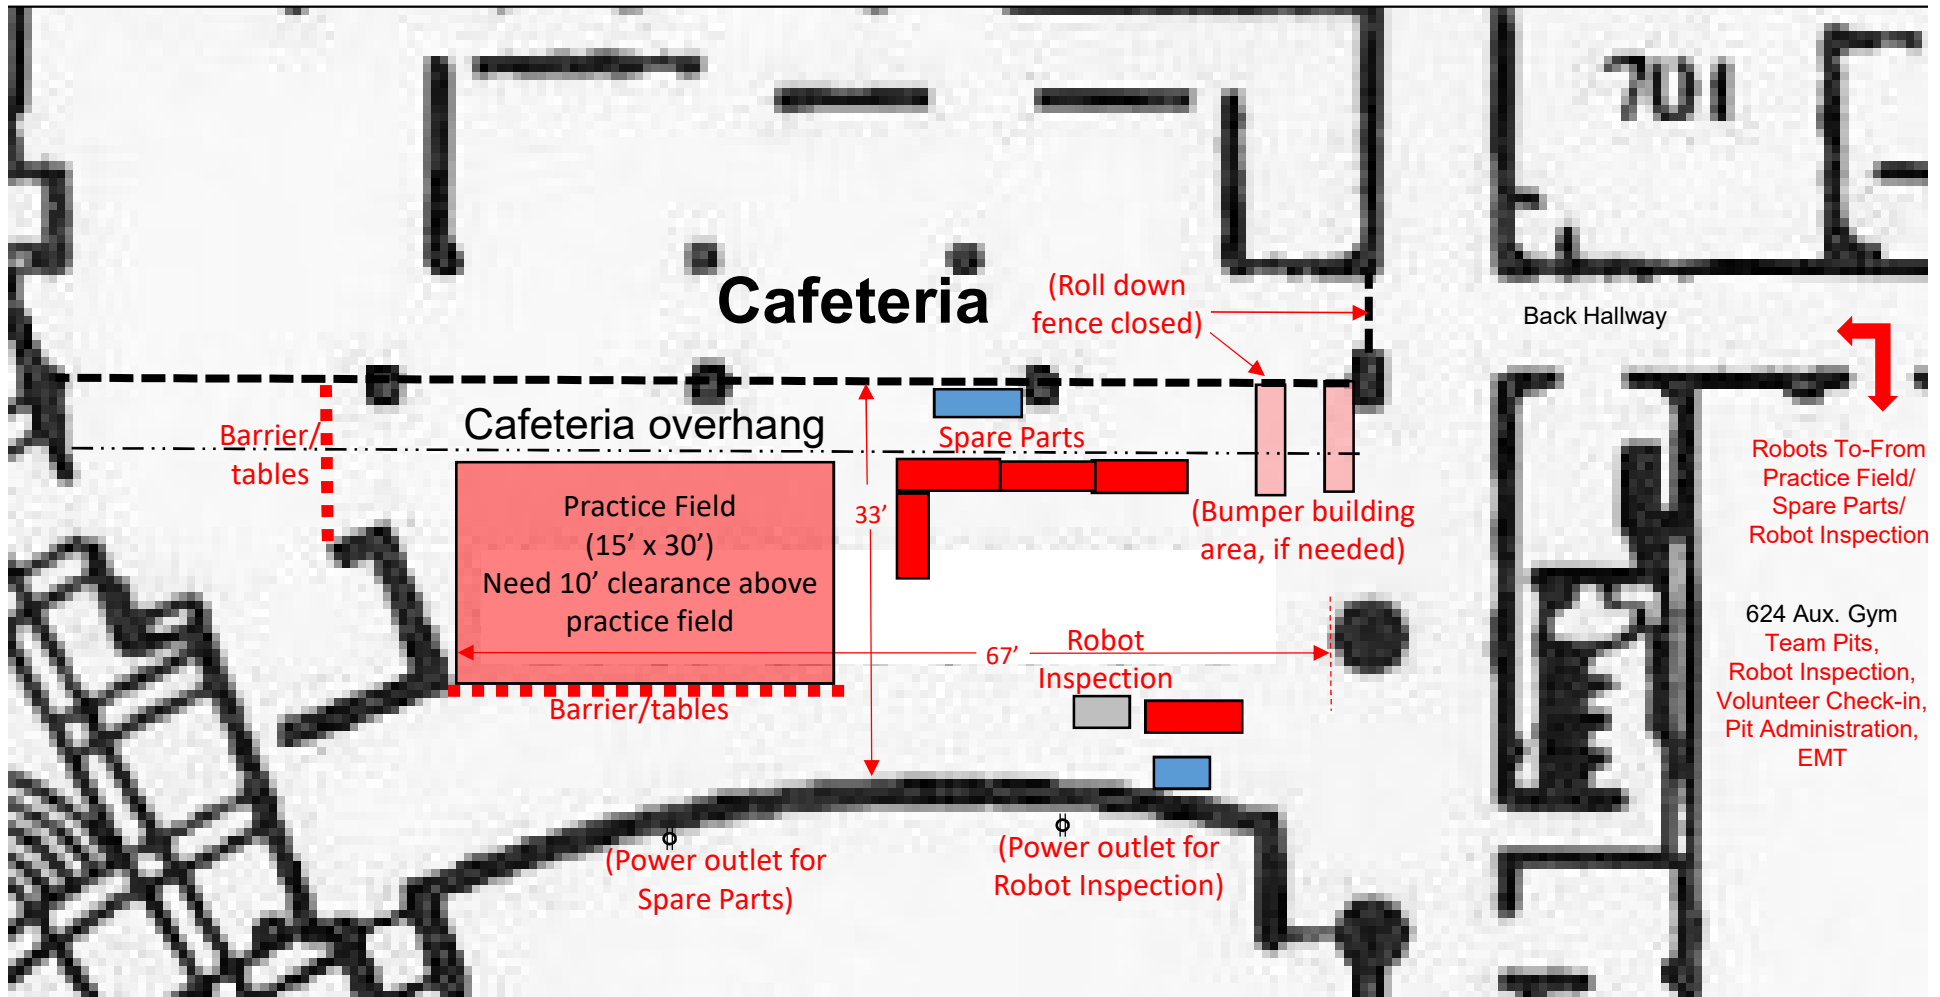 701
Cafeteria
(Roll down
fence closed)
Back Hallway
Cafeteria overhang
Barrier/
tables
Spare Parts
Practice Field
(15’ x 30’)
Need 10’ clearance above
practice field
33’
(Bumper building
area, if needed)
Robots To-From
Practice Field/
Spare Parts/
Robot Inspection
67’
Robot
Inspection
624 Aux. Gym
Team Pits,
Robot Inspection,
Volunteer Check-in,
Pit Administration,
EMT
Barrier/tables
(Power outlet for
Spare Parts)
(Power outlet for
Robot Inspection)